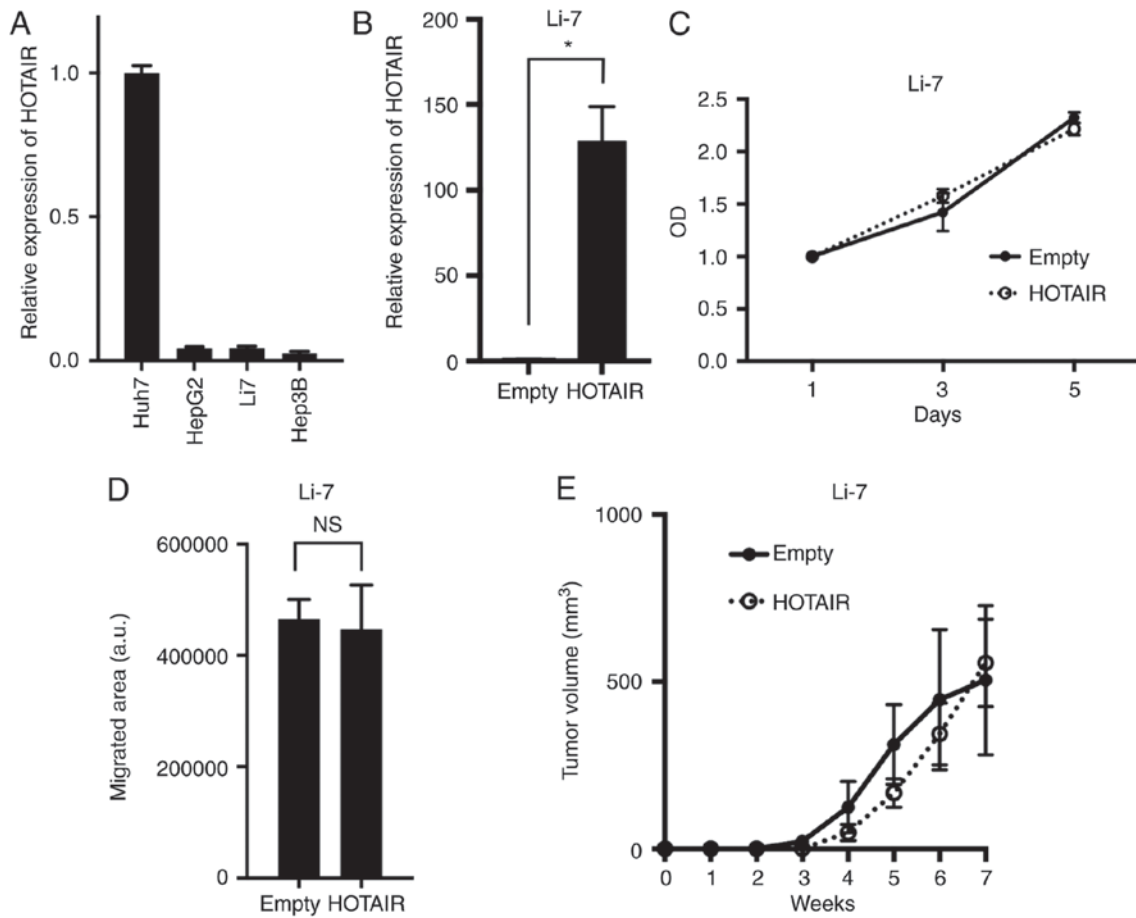 A
Relative expression of HOTAIR
1.0
0.5
0.0
Huh7
HepG2
Li7
Hep3B
B
Li-7
*
Relative expression of HOTAIR
200
150
100
50
0
Empty HOTAIR
C
Li-7
OD
2.5
2.0
1.5
1.0
0.5
0.0
Empty
HOTAIR
1 3 5
Days
D
Li-7
NS
Migrated area (a.u.)
600000
400000
200000
0
Empty HOTAIR
E
Li-7
Tumor volume (mm³)
1000
500
0
Empty
HOTAIR
0 1 2 3 4 5 6 7
Weeks